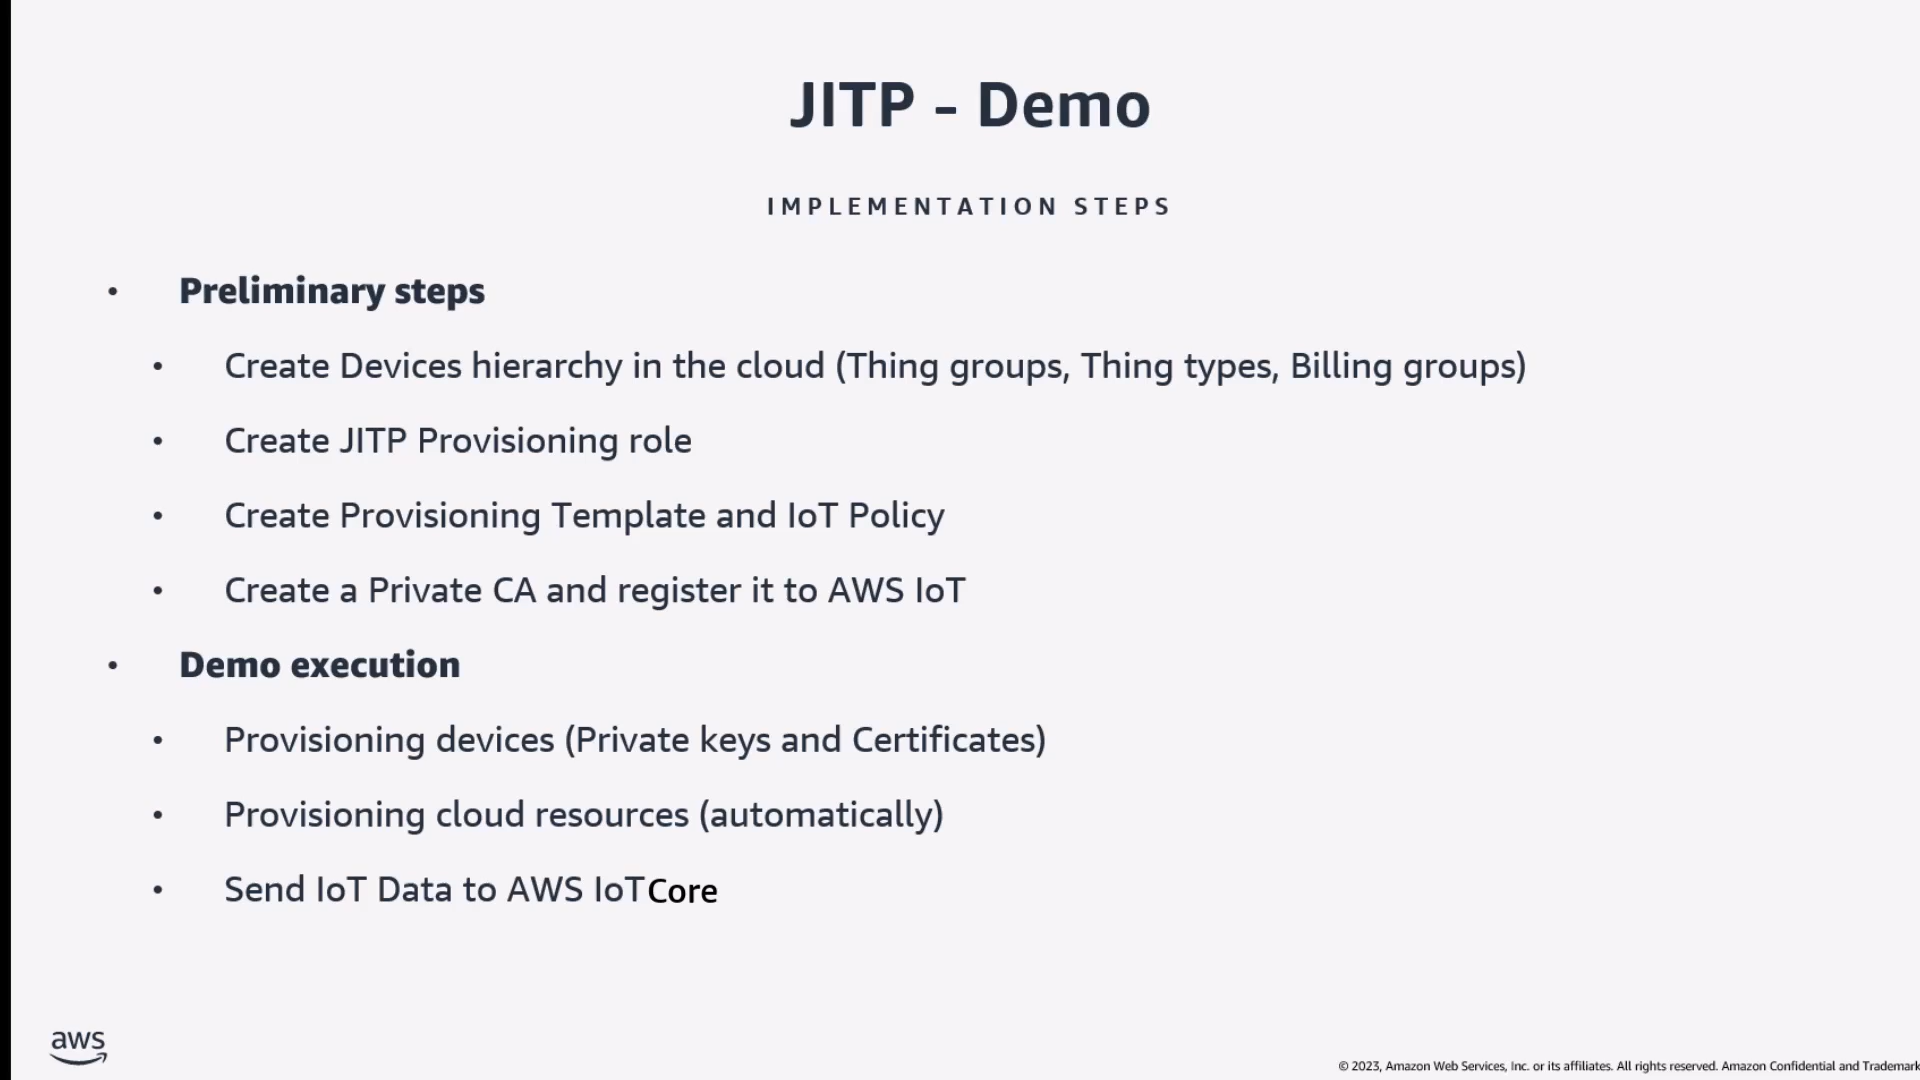 JITP - Demo
IMPLEMENTATION STEPS
• Preliminary steps
• Create Devices hierarchy in the cloud (Thing groups, Thing types, Billing groups)
• Create JITP Provisioning role
• Create Provisioning Template and IoT Policy
• Create a Private CA and register it to AWS IoT
• Demo execution
• Provisioning devices (Private keys and Certificates)
• Provisioning cloud resources (automatically)
• Send IoT Data to AWS IoT Core
aws
© 2023, Amazon Web Services, Inc. or its affiliates. All rights reserved. Amazon Confidential and Trademark